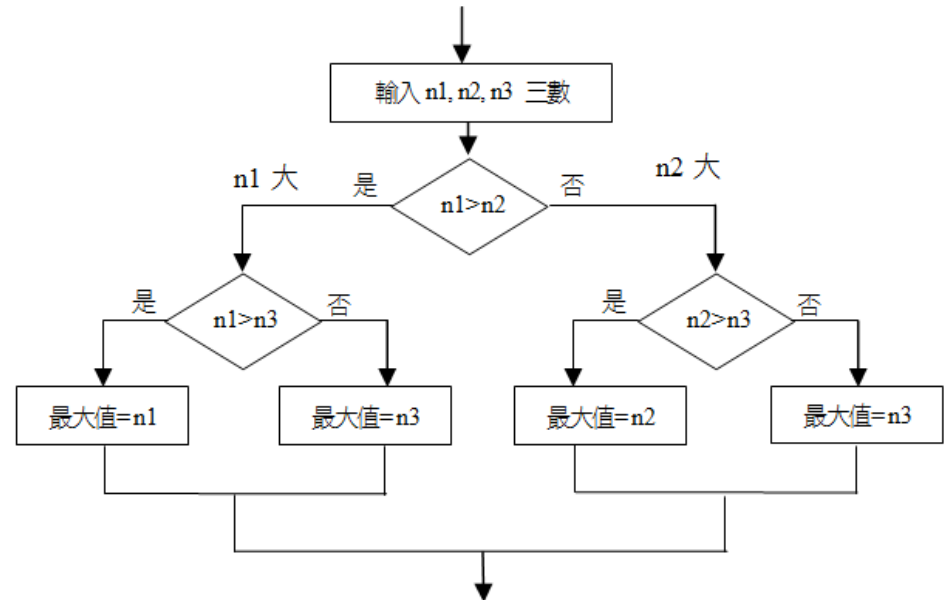 輸入 n1, n2, n3 三數
n1 大
是
n1>n2
否
n2 大
是
n1>n3
否
是
n2>n3
否
最大值=n1
最大值=n3
最大值=n2
最大值=n3